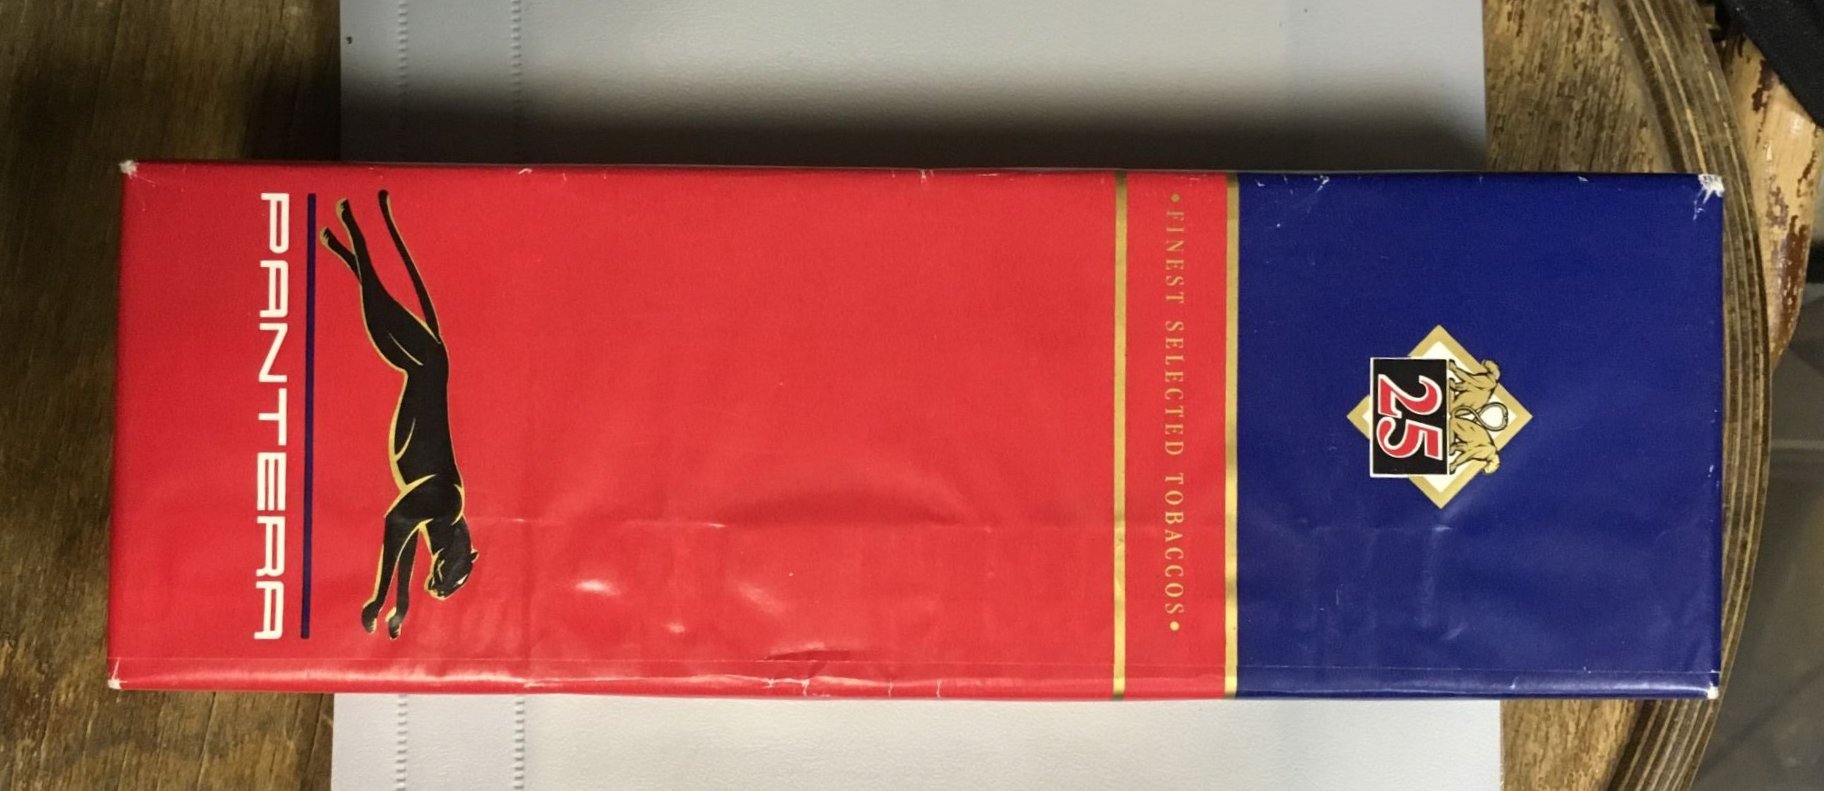 25
•FINEST SELECTED TOBACCOS•
PANTERA